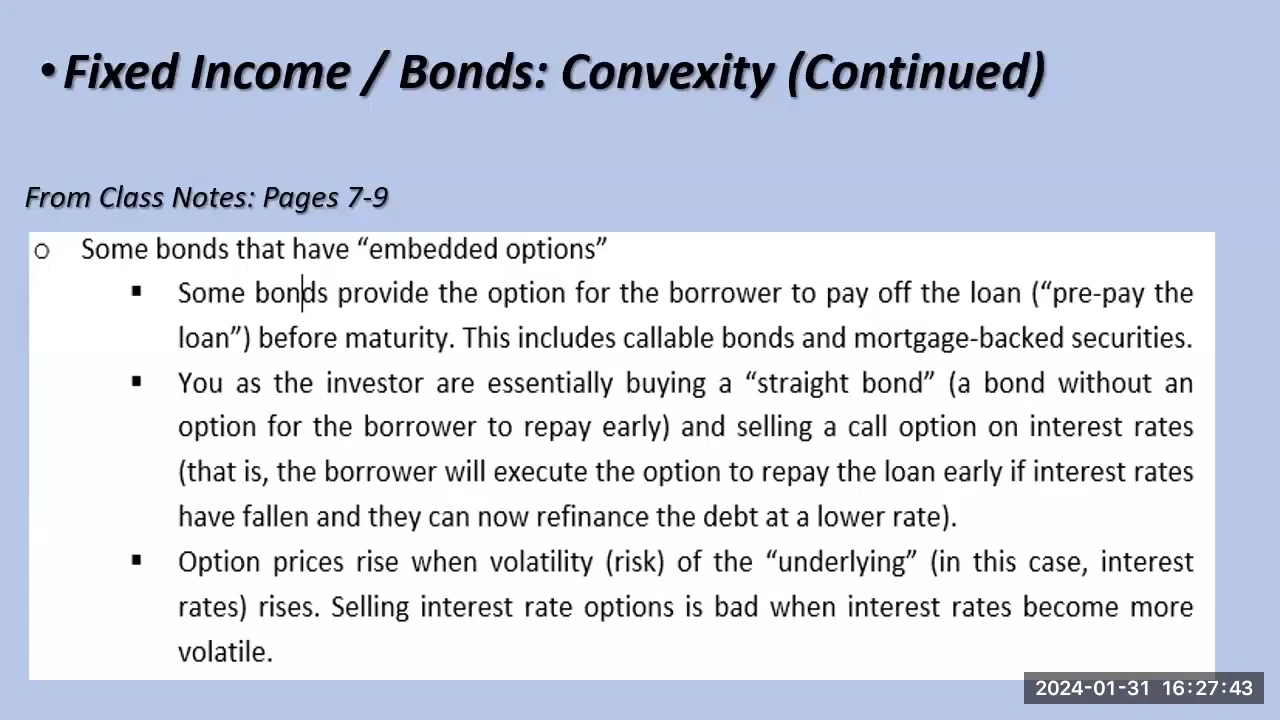 •Fixed Income / Bonds: Convexity (Continued)
From Class Notes: Pages 7-9
o Some bonds that have “embedded options”
▪ Some bonds provide the option for the borrower to pay off the loan (“pre-pay the
loan”) before maturity. This includes callable bonds and mortgage-backed securities.
▪ You as the investor are essentially buying a “straight bond” (a bond without an
option for the borrower to repay early) and selling a call option on interest rates
(that is, the borrower will execute the option to repay the loan early if interest rates
have fallen and they can now refinance the debt at a lower rate).
▪ Option prices rise when volatility (risk) of the “underlying” (in this case, interest
rates) rises. Selling interest rate options is bad when interest rates become more
volatile.
2024-01-31 16:27:43